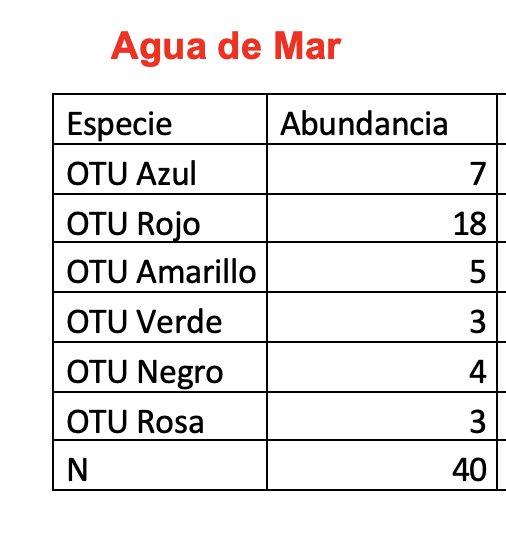 Agua de Mar
Especie Abundancia
OTU Azul 7
OTU Rojo 18
OTU Amarillo 5
OTU Verde 3
OTU Negro 4
OTU Rosa 3
N 40